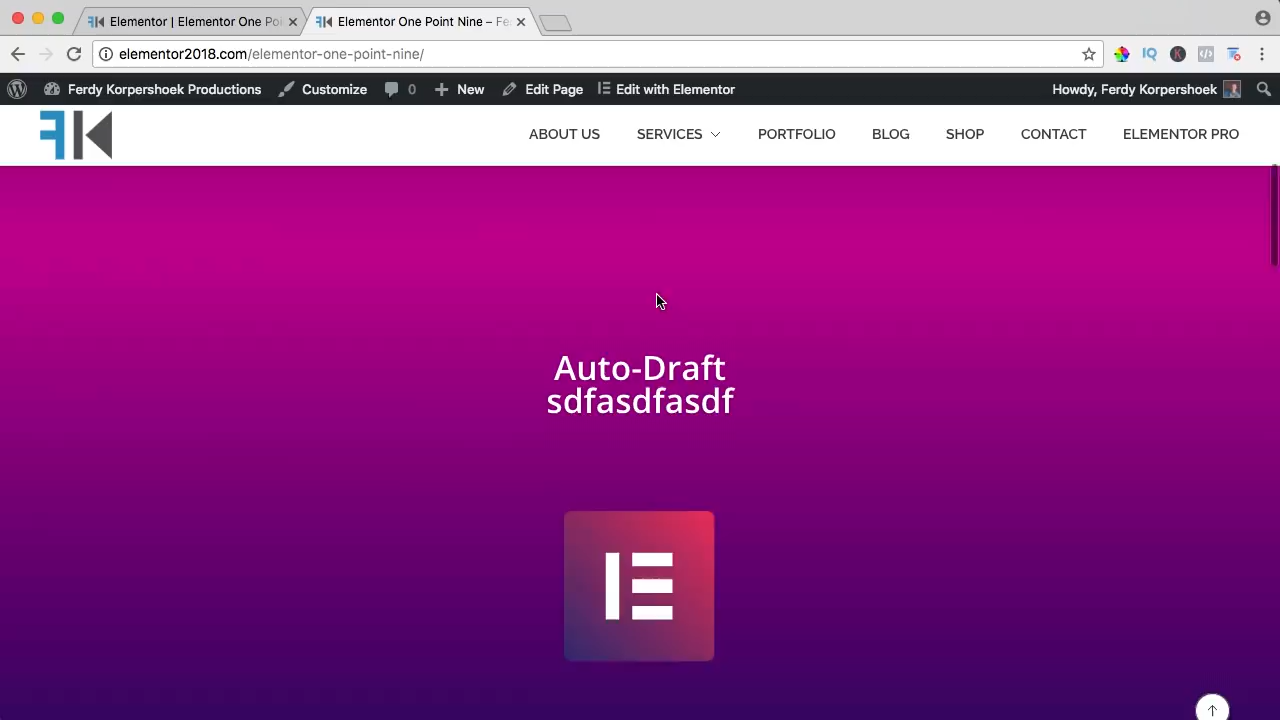 Elementor | Elementor One Poi
Elementor One Point Nine – Fe
elementor2018.com/elementor-one-point-nine/
Ferdy Korpershoek Productions Customize 0 New Edit Page Edit with Elementor Howdy, Ferdy Korpershoek
ABOUT US SERVICES PORTFOLIO BLOG SHOP CONTACT ELEMENTOR PRO
Auto-Draft
sdfasdfasdf